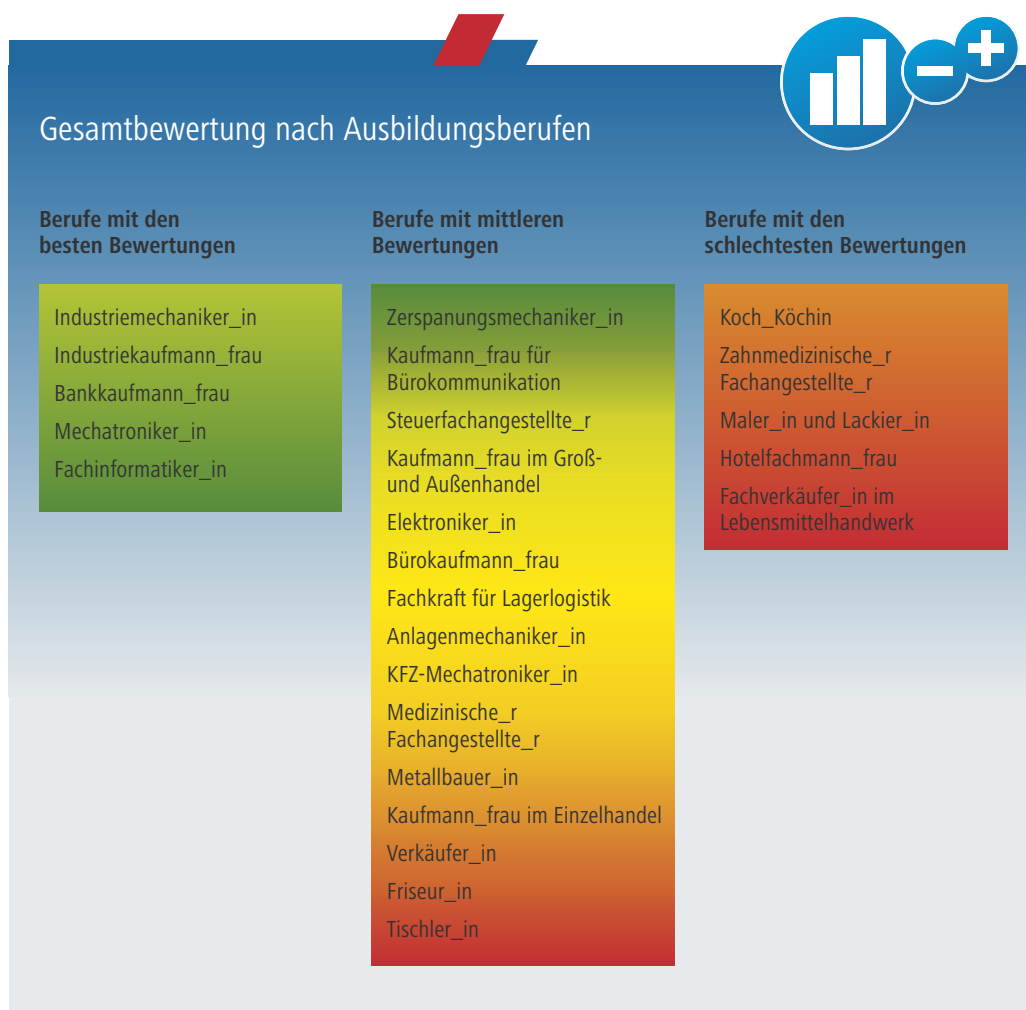 Gesamtbewertung nach Ausbildungsberufen
Berufe mit den
besten Bewertungen
Industriemechaniker_in
Industriekaufmann_frau
Bankkaufmann_frau
Mechatroniker_in
Fachinformatiker_in
Berufe mit mittleren
Bewertungen
Zerspanungsmechaniker_in
Kaufmann_frau für
Bürokommunikation
Steuerfachangestellte_r
Kaufmann_frau im Groß-
und Außenhandel
Elektroniker_in
Bürokaufmann_frau
Fachkraft für Lagerlogistik
Anlagenmechaniker_in
KFZ-Mechatroniker_in
Medizinische_r
Fachangestellte_r
Metallbauer_in
Kaufmann_frau im Einzelhandel
Verkäufer_in
Friseur_in
Tischler_in
Berufe mit den
schlechtesten Bewertungen
Koch_Köchin
Zahnmedizinische_r
Fachangestellte_r
Maler_in und Lackier_in
Hotelfachmann_frau
Fachverkäufer_in im
Lebensmittelhandwerk